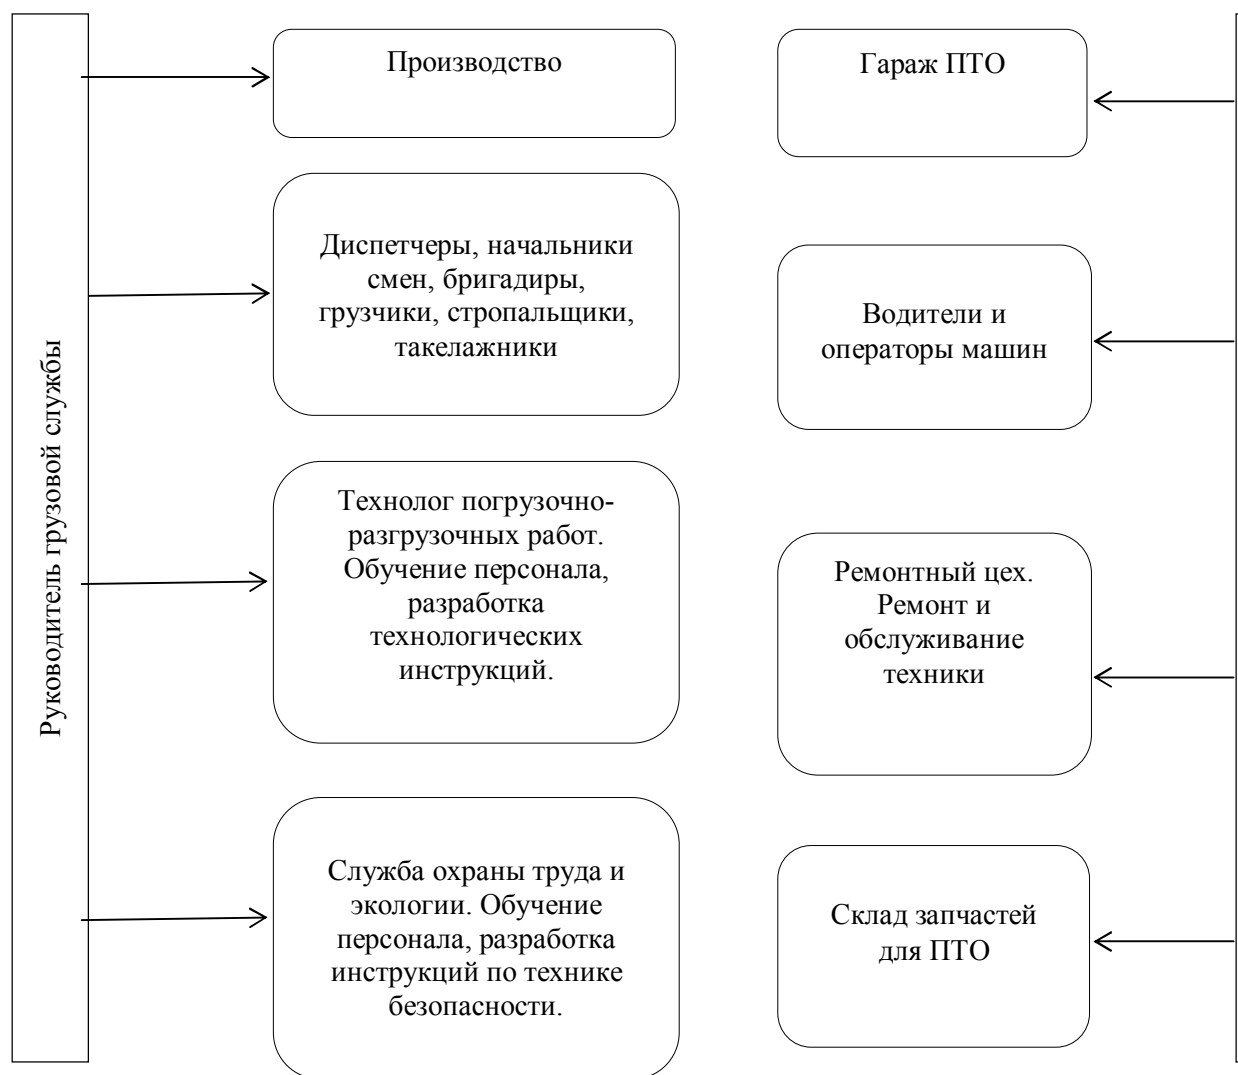 Руководитель грузовой службы
Производство
Диспетчеры, начальники
смен, бригадиры,
грузчики, стропальщики,
такелажники
Технолог погрузочно-
разгрузочных работ.
Обучение персонала,
разработка
технологических
инструкций.
Служба охраны труда и
экологии. Обучение
персонала, разработка
инструкций по технике
безопасности.
Гараж ПТО
Водители и
операторы машин
Ремонтный цех.
Ремонт и
обслуживание
техники
Склад запчастей
для ПТО